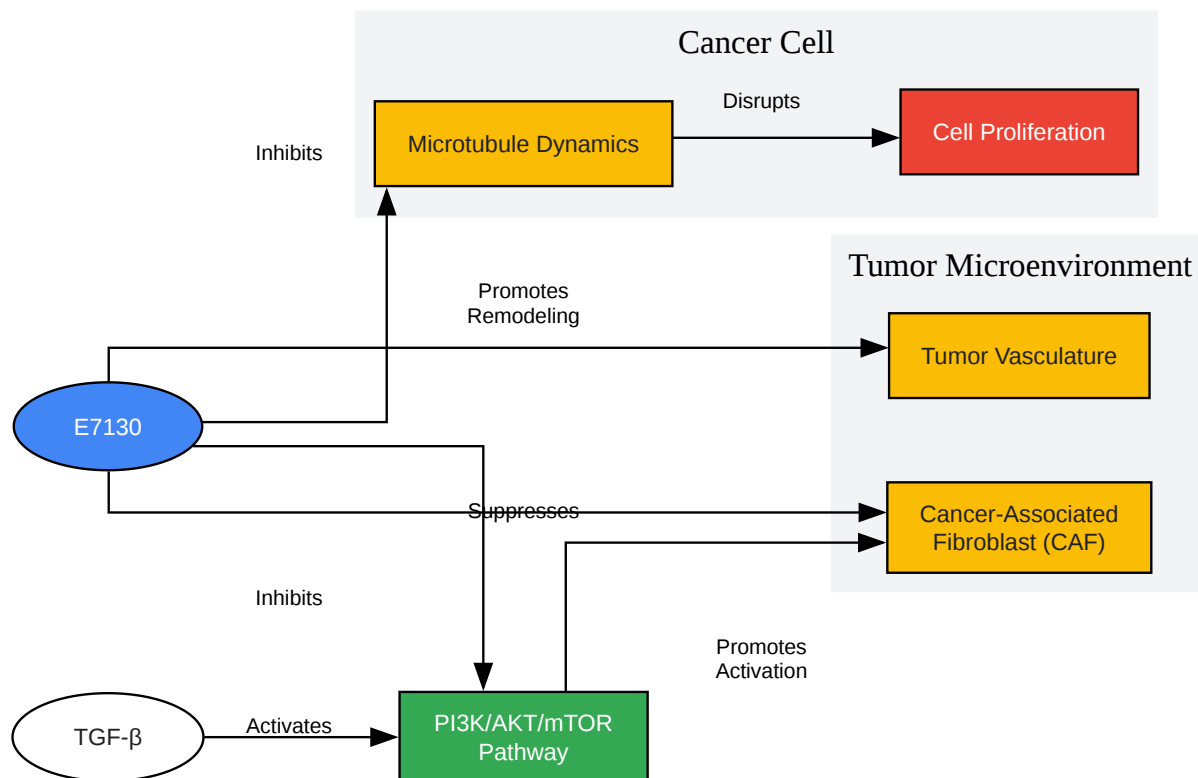 Cancer Cell
Disrupts
Microtubule Dynamics
Cell Proliferation
Inhibits
Tumor Microenvironment
Promotes
Remodeling
Tumor Vasculature
E7130
Suppresses
Cancer-Associated
Fibroblast (CAF)
Inhibits
Promotes
Activation
TGF-β
Activates
PI3K/AKT/mTOR
Pathway